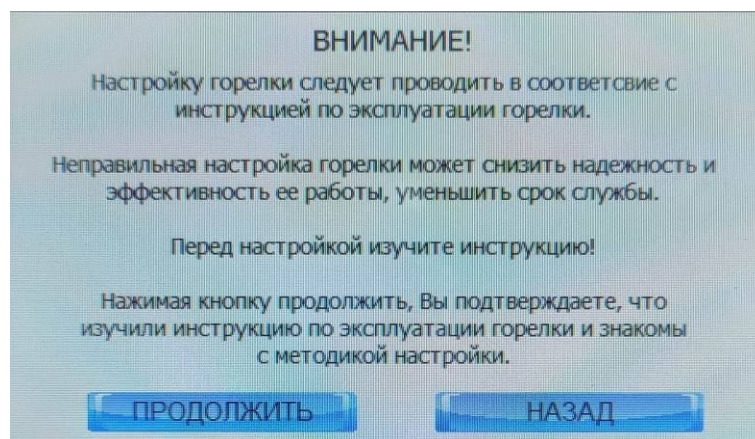 ВНИМАНИЕ!
Настройку горелки следует проводить в соответсвие с
инструкцией по эксплуатации горелки.
Неправильная настройка горелки может снизить надежность и
эффективность ее работы, уменьшить срок службы.
Перед настройкой изучите инструкцию!
Нажимая кнопку продолжить, Вы подтверждаете, что
изучили инструкцию по эксплуатации горелки и знакомы
с методикой настройки.
ПРОДОЛЖИТЬ НАЗАД